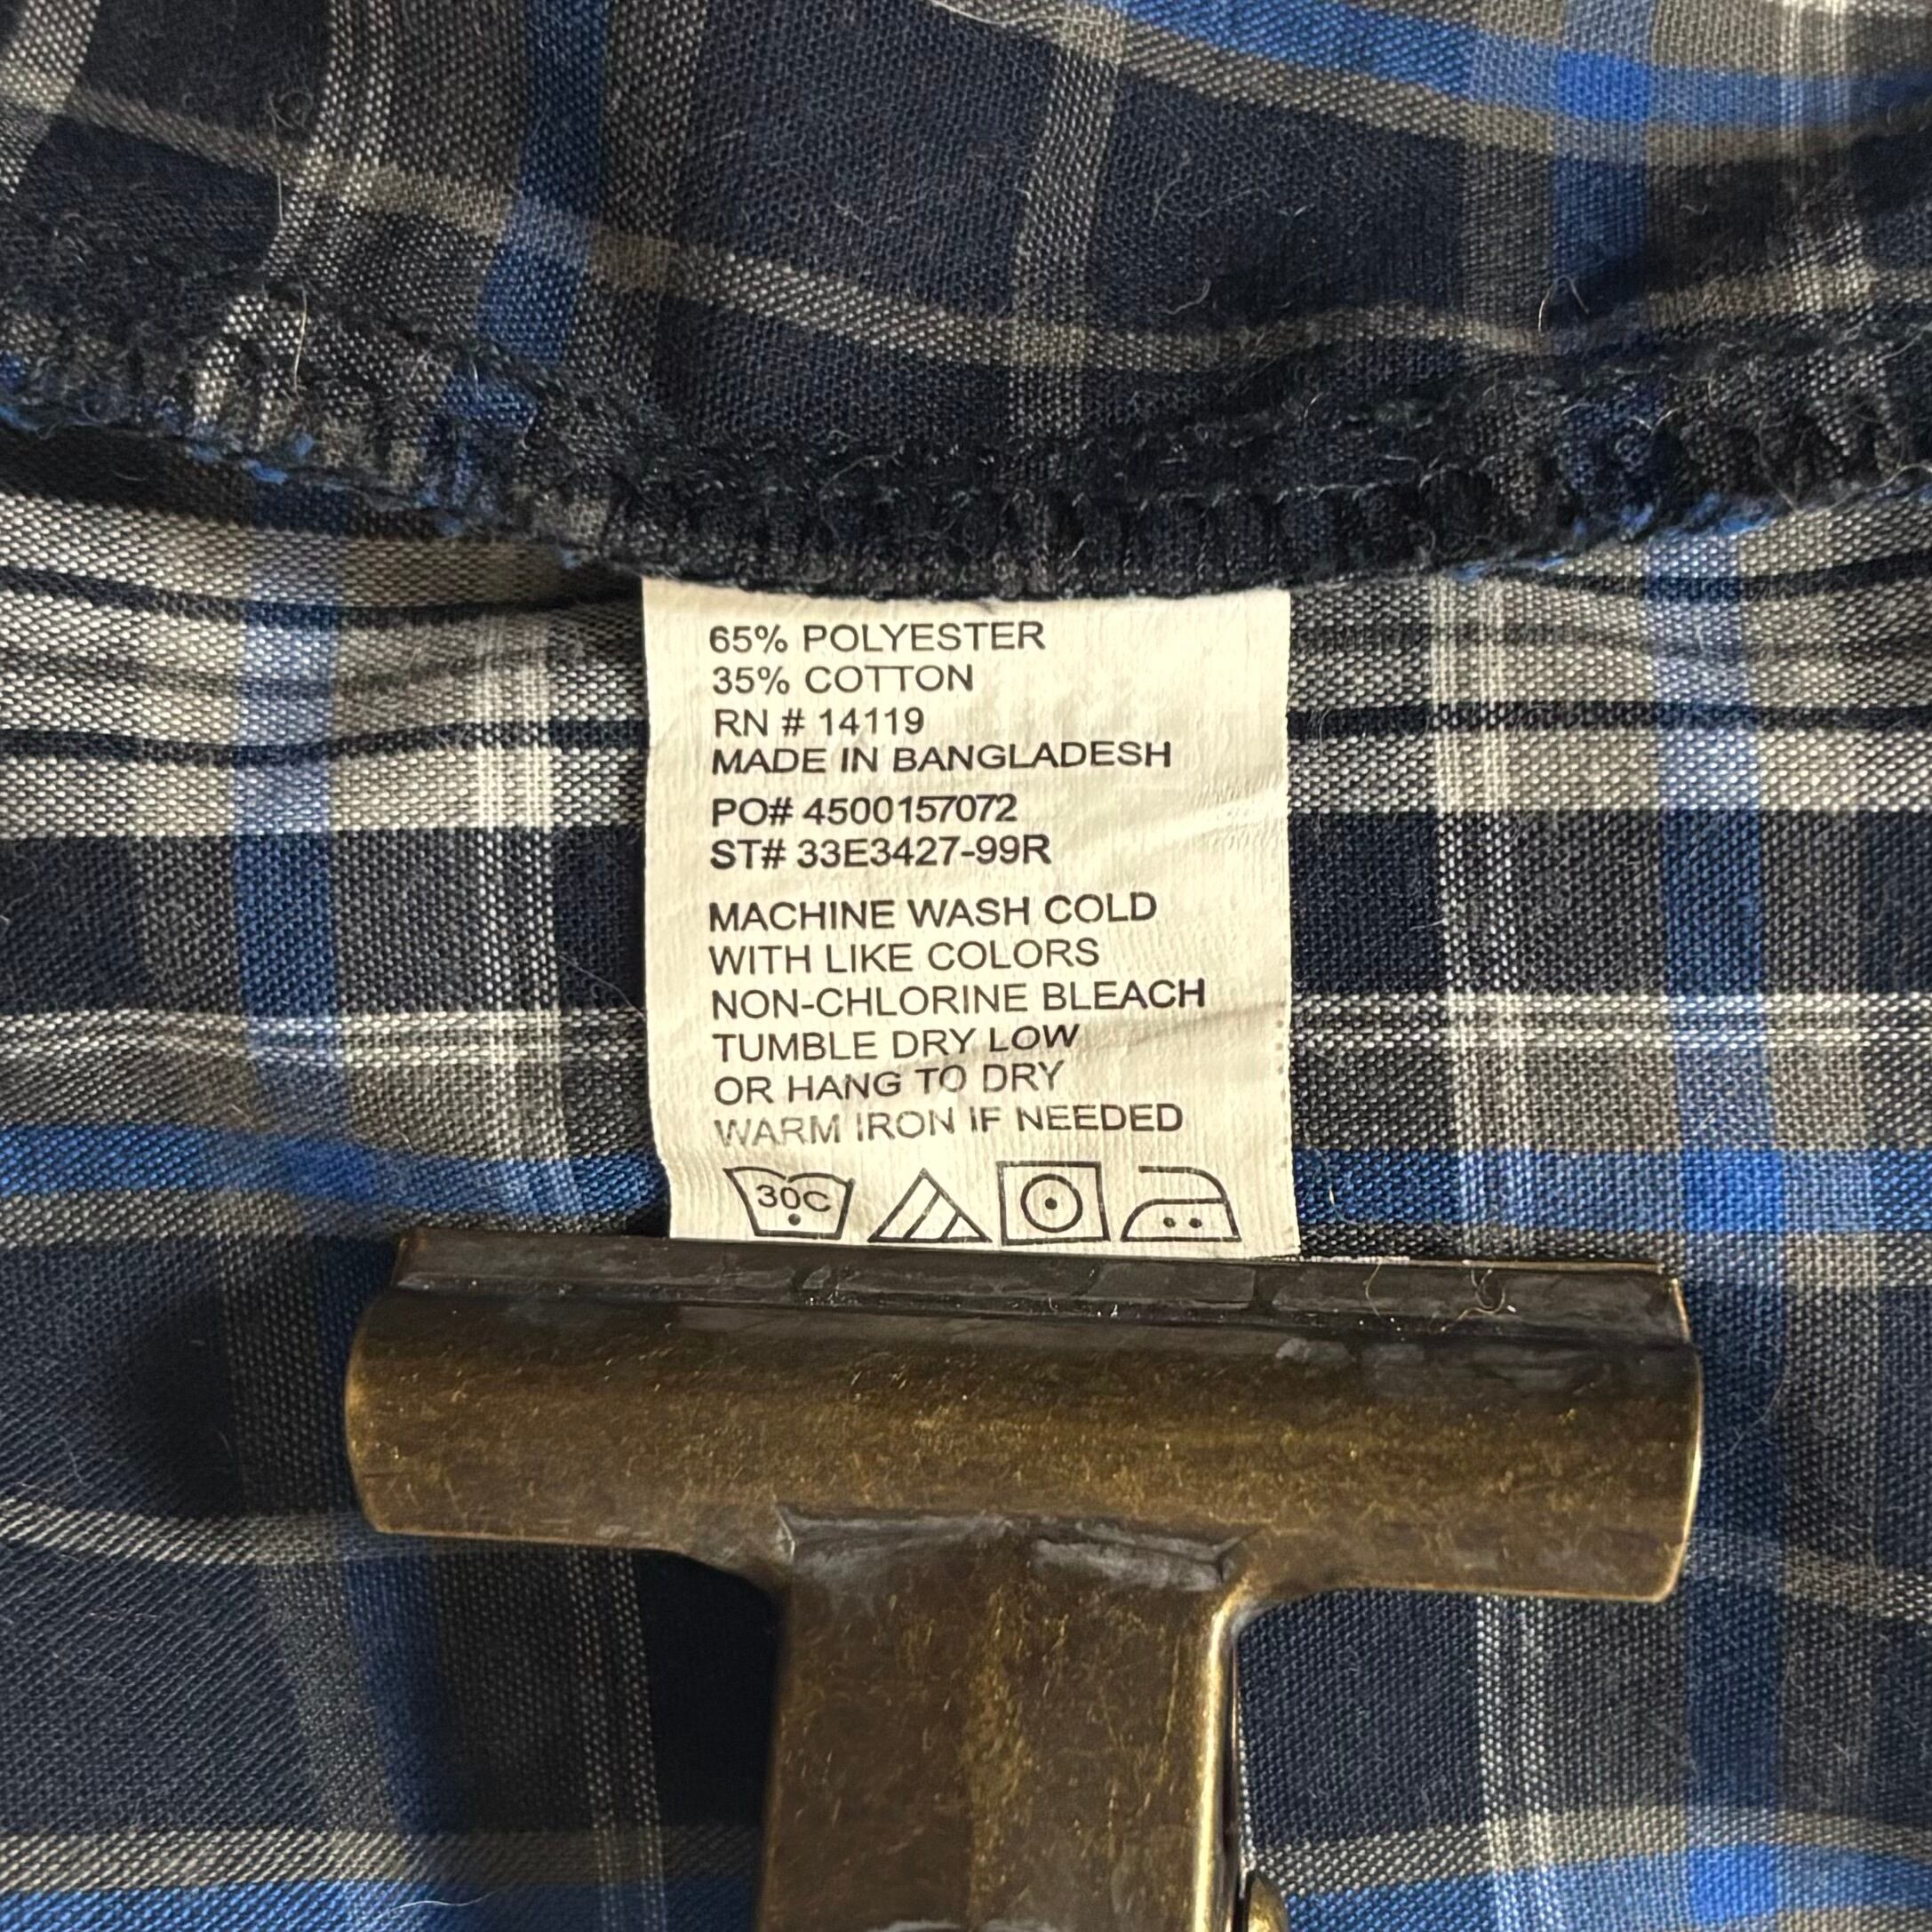 65% POLYESTER
35% COTTON
RN # 14119
MADE IN BANGLADESH
PO# 4500157072
ST# 33E3427-99R
MACHINE WASH COLD
WITH LIKE COLORS
NON-CHLORINE BLEACH
TUMBLE DRY LOW
OR HANG TO DRY
WARM IRON IF NEEDED
30C